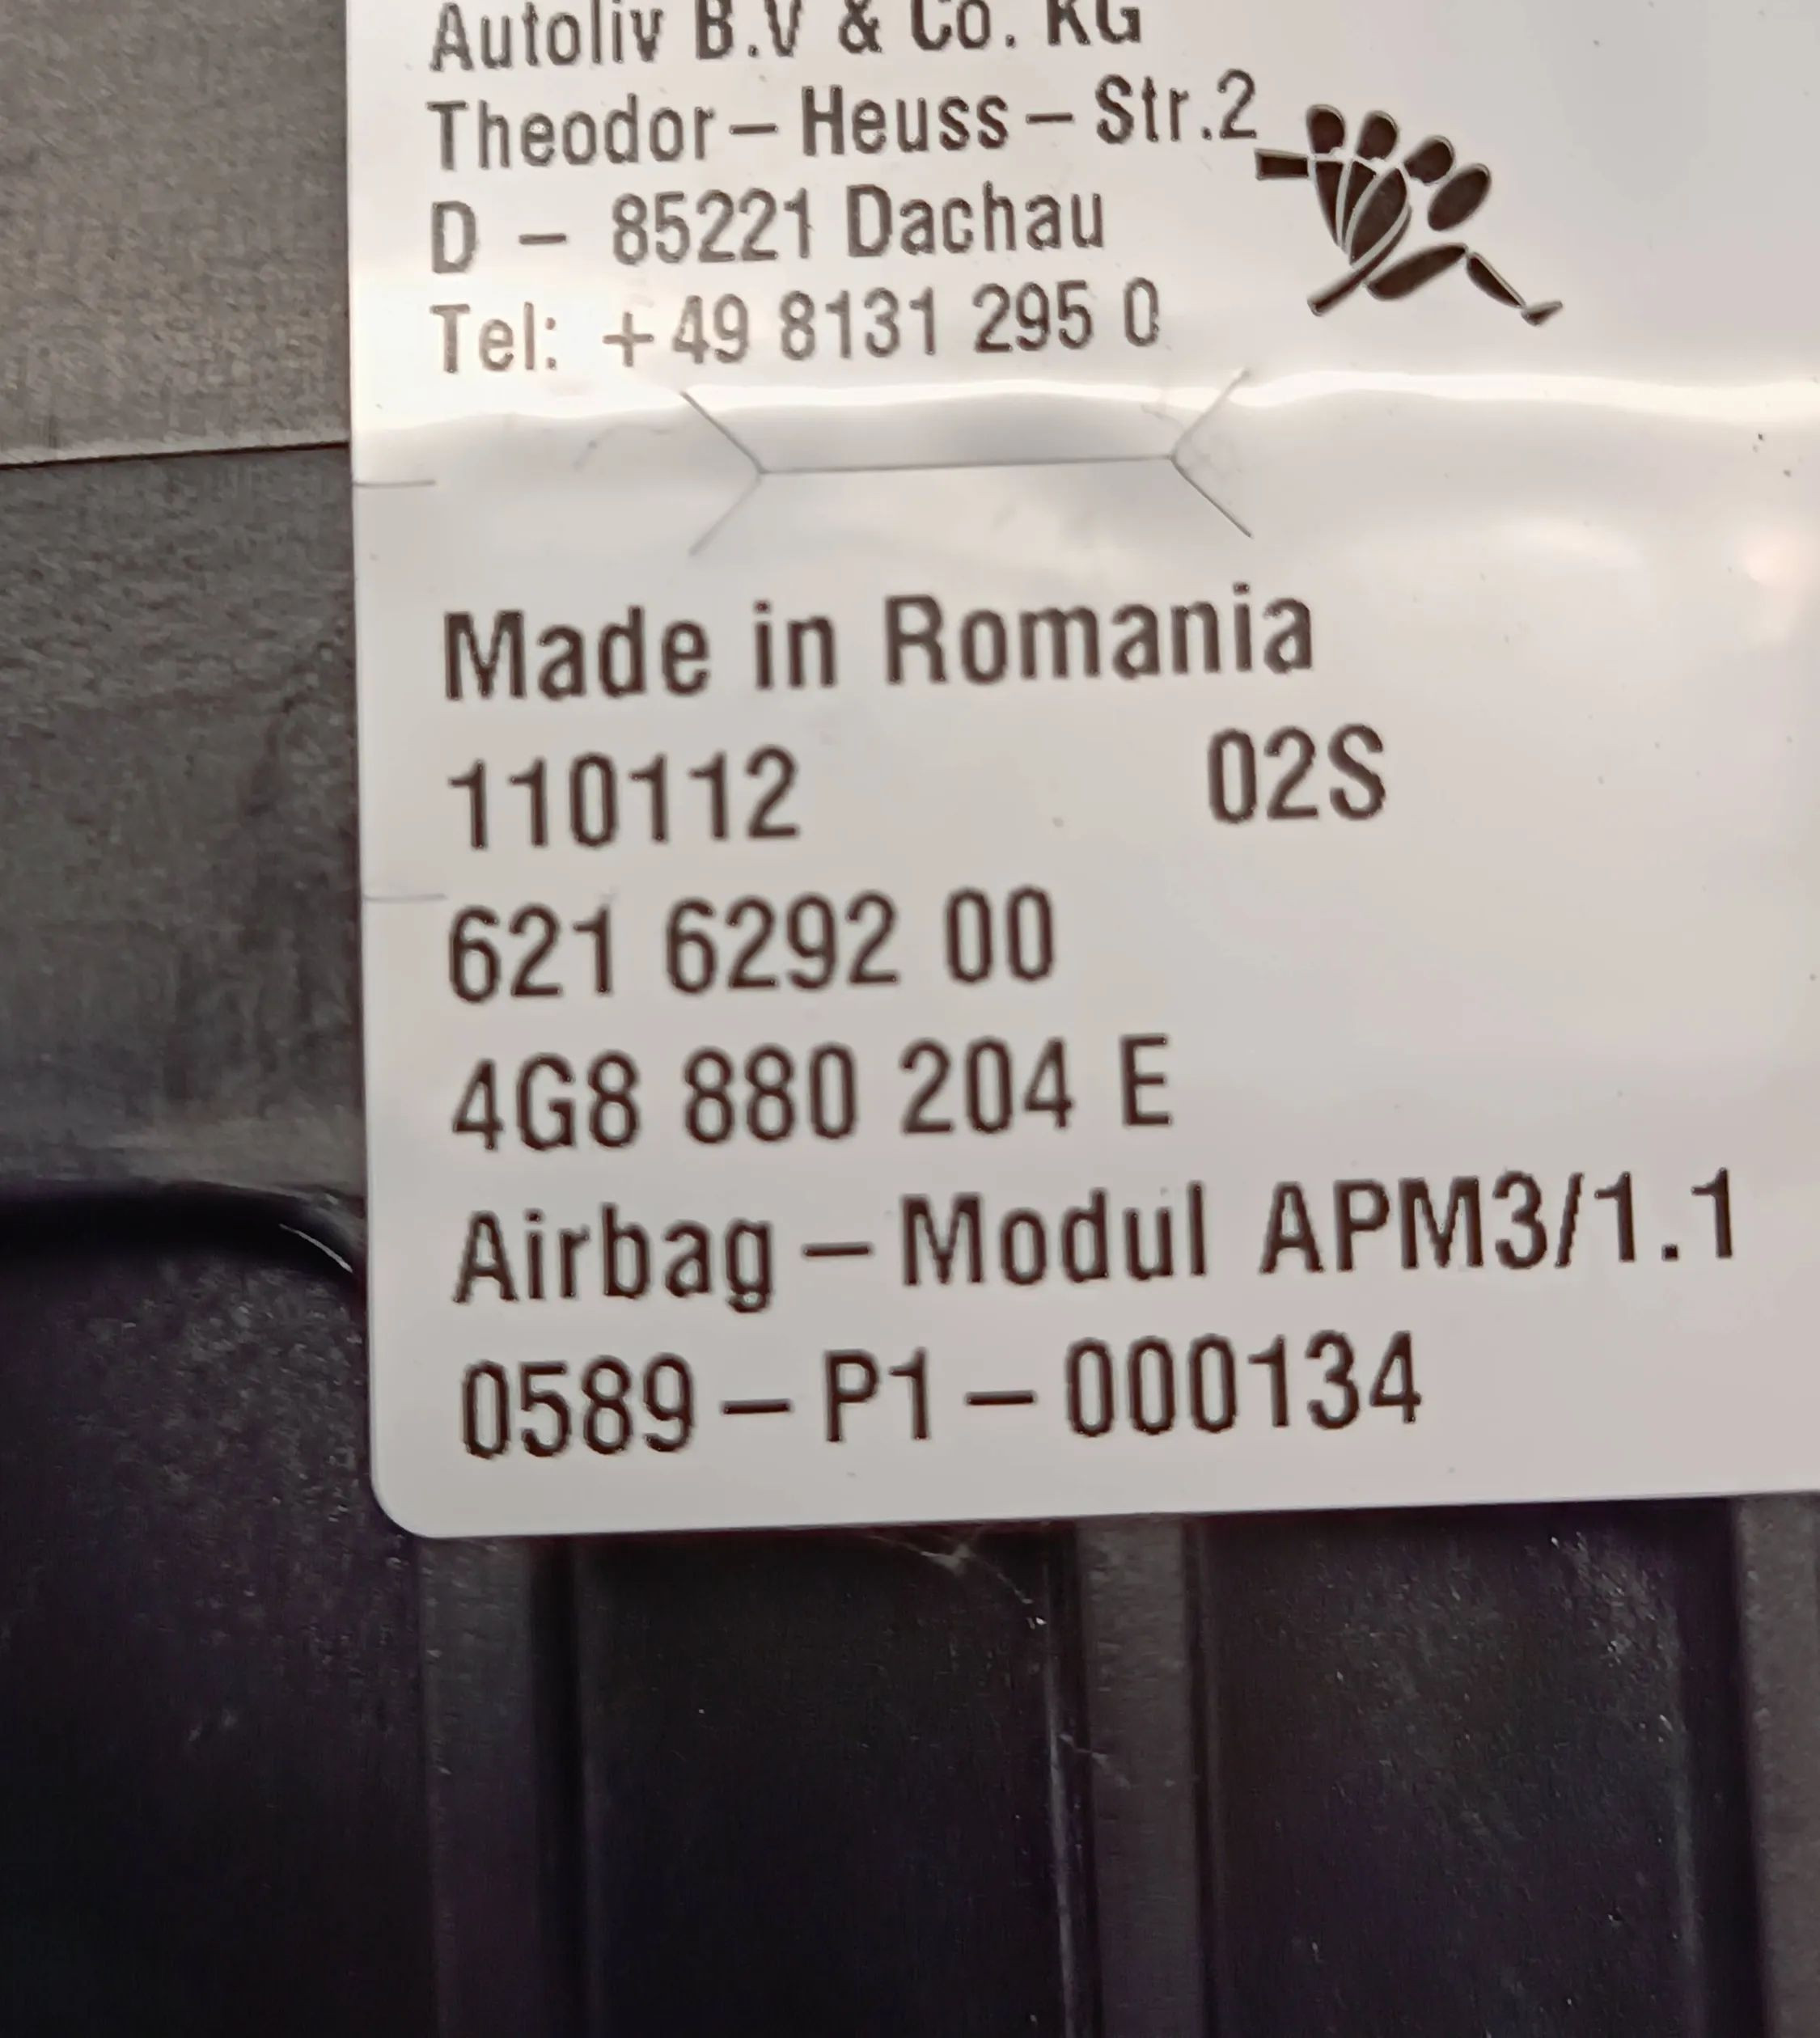 Autoliv B.V & Co. KG
Theodor – Heuss – Str.2
D – 85221 Dachau
Tel: +49 8131 295 0
Made in Romania
110112 02S
621 6292 00
4G8 880 204 E
Airbag – Modul APM3/1.1
0589 – P1 – 000134